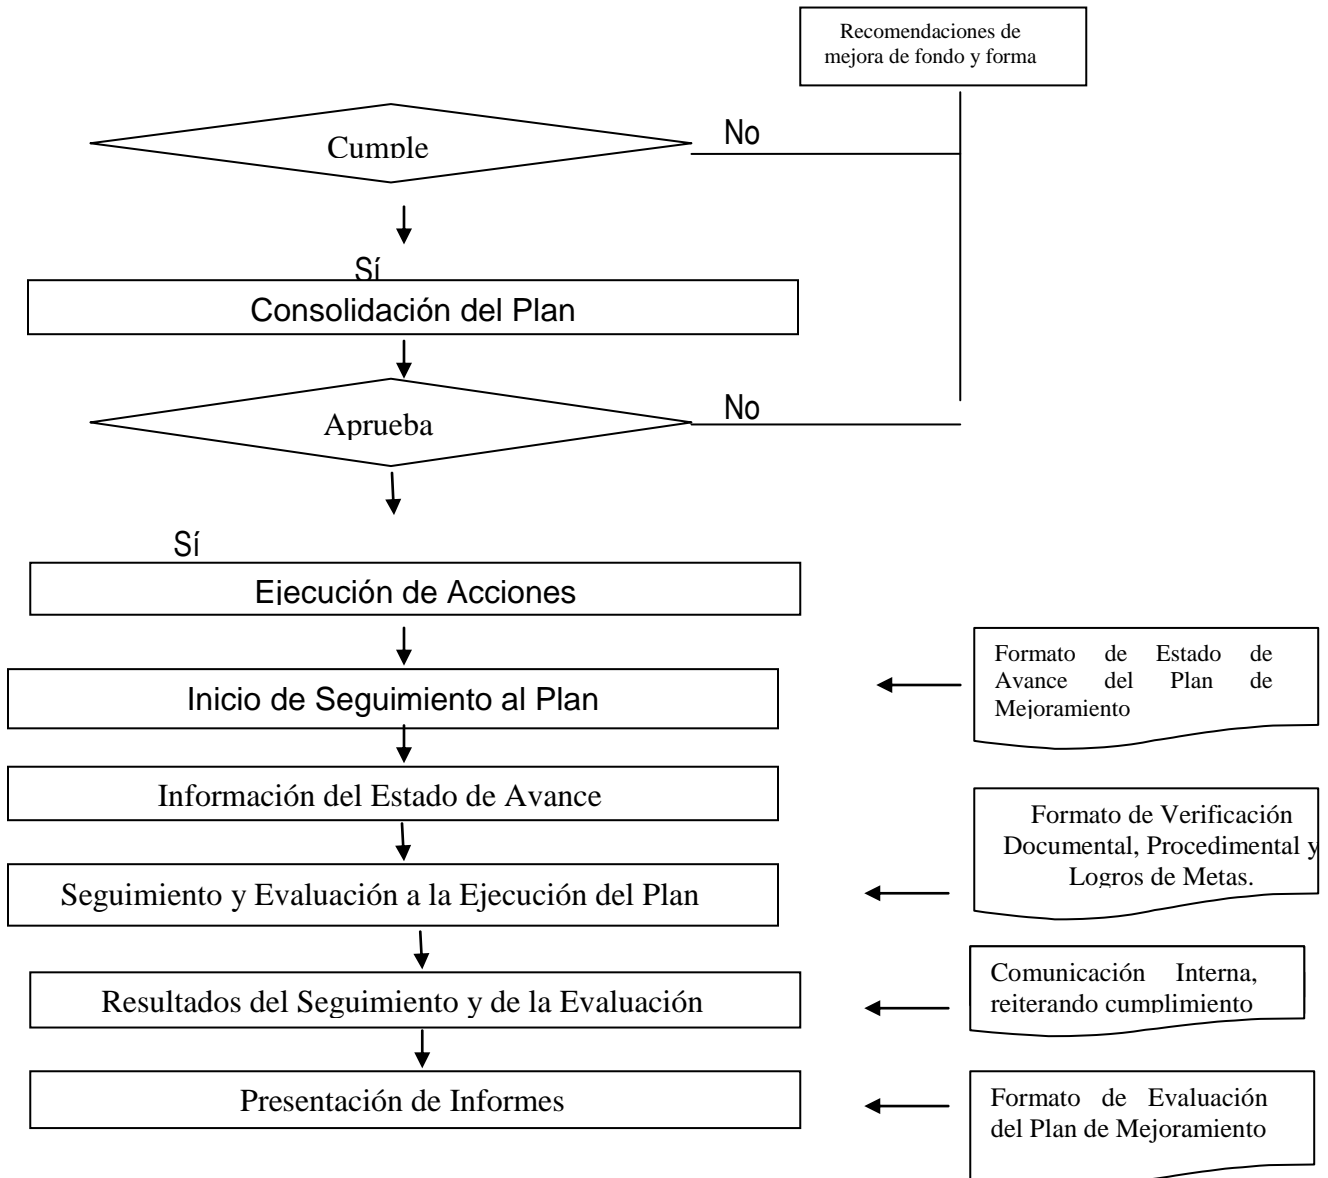 Recomendaciones de
mejora de fondo y forma
Cumple
No
Sí
Consolidación del Plan
Aprueba
No
Sí
Ejecución de Acciones
Formato de Estado de
Avance del Plan de
Mejoramiento
Inicio de Seguimiento al Plan
Información del Estado de Avance
Formato de Verificación
Documental, Procedimental y
Logros de Metas.
Seguimiento y Evaluación a la Ejecución del Plan
Comunicación Interna,
reiterando cumplimiento
Resultados del Seguimiento y de la Evaluación
Formato de Evaluación
del Plan de Mejoramiento
Presentación de Informes